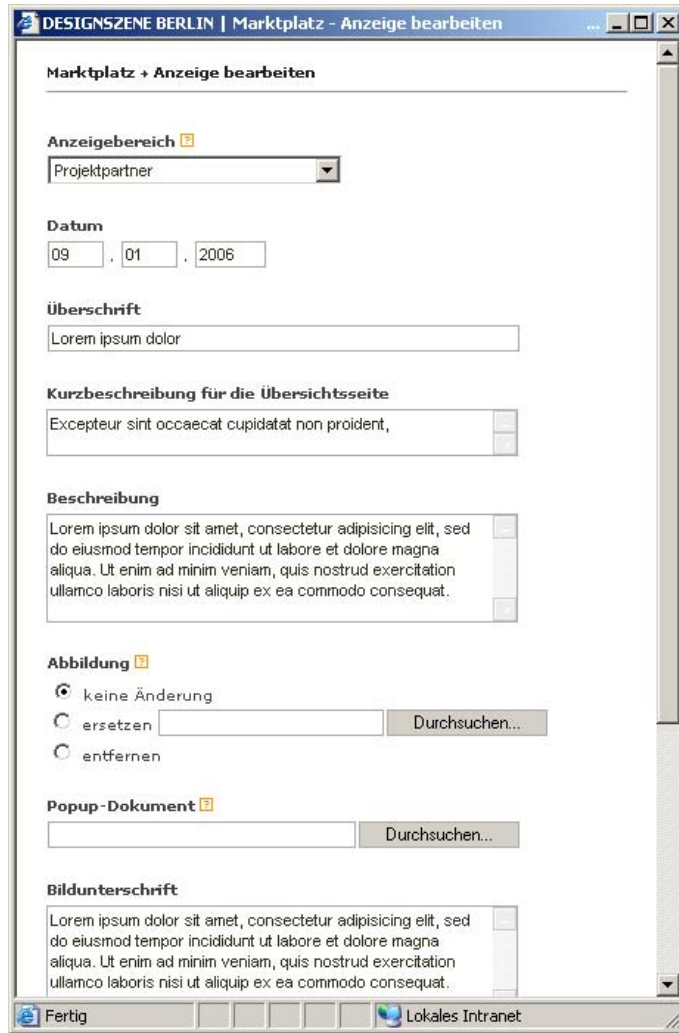 DESIGNSZENE BERLIN | Marktplatz - Anzeige bearbeiten ...
Marktplatz + Anzeige bearbeiten
Anzeigebereich ?
Projektpartner
Datum
09 . 01 . 2006
Überschrift
Lorem ipsum dolor
Kurzbeschreibung für die Übersichtsseite
Excepteur sint occaecat cupidatat non proident,
Beschreibung
Lorem ipsum dolor sit amet, consectetur adipisicing elit, sed
do eiusmod tempor incididunt ut labore et dolore magna
aliqua. Ut enim ad minim veniam, quis nostrud exercitation
ullamco laboris nisi ut aliquip ex ea commodo consequat.
Abbildung ?
keine Änderung
ersetzen Durchsuchen...
entfernen
Popup-Dokument ?
Durchsuchen...
Bildunterschrift
Lorem ipsum dolor sit amet, consectetur adipisicing elit, sed
do eiusmod tempor incididunt ut labore et dolore magna
aliqua. Ut enim ad minim veniam, quis nostrud exercitation
ullamco laboris nisi ut aliquip ex ea commodo consequat.
Fertig Lokales Intranet